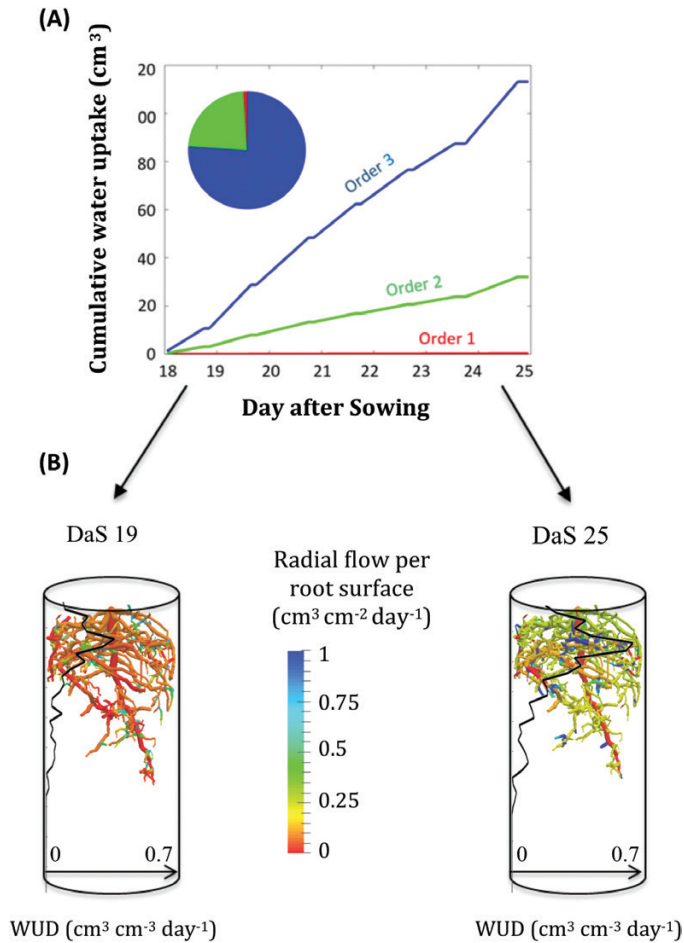 (A)
Cumulative water uptake (cm³)
20
00
80
60
40
20
0
Order 3
Order 2
Order 1
18 19 20 21 22 23 24 25
Day after Sowing
(B)
DaS 19
DaS 25
Radial flow per
root surface
(cm³ cm⁻² day⁻¹)
1
0.75
0.5
0.25
0
0 0.7
0 0.7
WUD (cm³ cm⁻³ day⁻¹)
WUD (cm³ cm⁻³ day⁻¹)